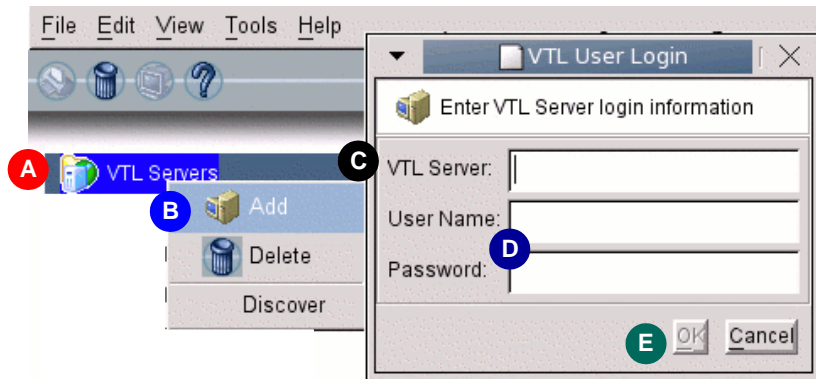 File Edit View Tools Help
VTL User Login
Enter VTL Server login information
A
VTL Servers
B
Add
Delete
Discover
C
VTL Server:
User Name:
D
Password:
E
OK
Cancel